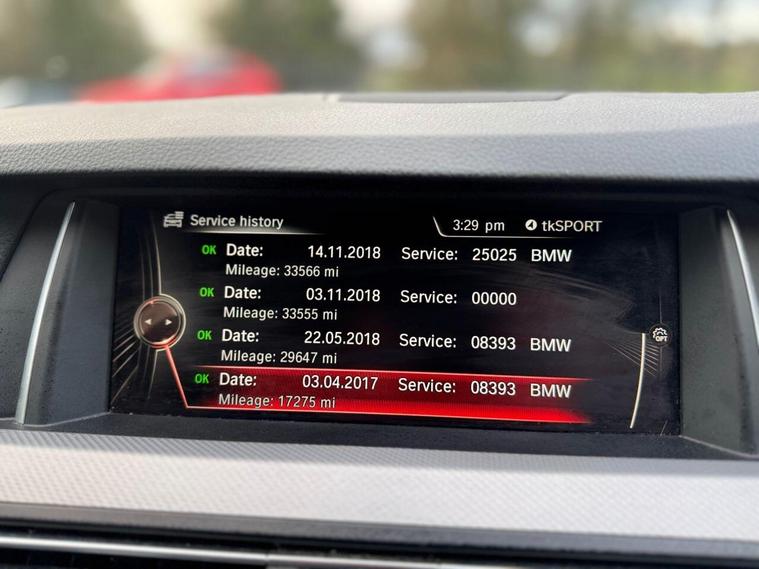 Service history 3:29 pm 4 tkSPORT
OK Date: 14.11.2018 Service: 25025 BMW
Mileage: 33566 mi
OK Date: 03.11.2018 Service: 00000
Mileage: 33555 mi
OK Date: 22.05.2018 Service: 08393 BMW
Mileage: 29647 mi
OK Date: 03.04.2017 Service: 08393 BMW
Mileage: 17275 mi
OPT